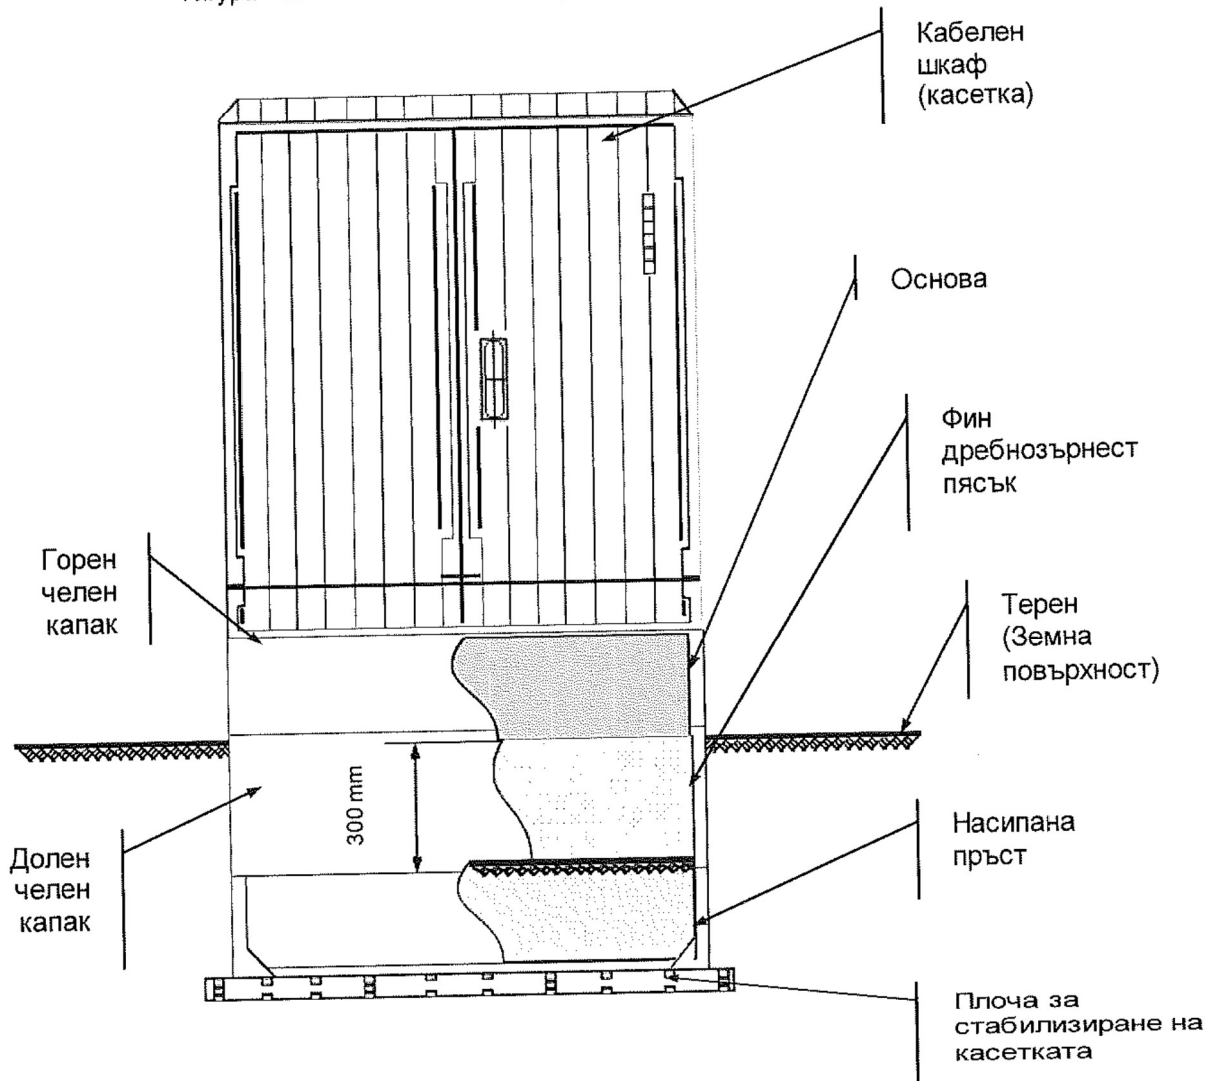 Кабелен
шкаф
(касетка)
Основа
Фин
дребнозърнест
пясък
Горен
челен
капак
Терен
(Земна
повърхност)
300 mm
Долен
челен
капак
Насипана
пръст
Плоча за
стабилизиране на
касетката